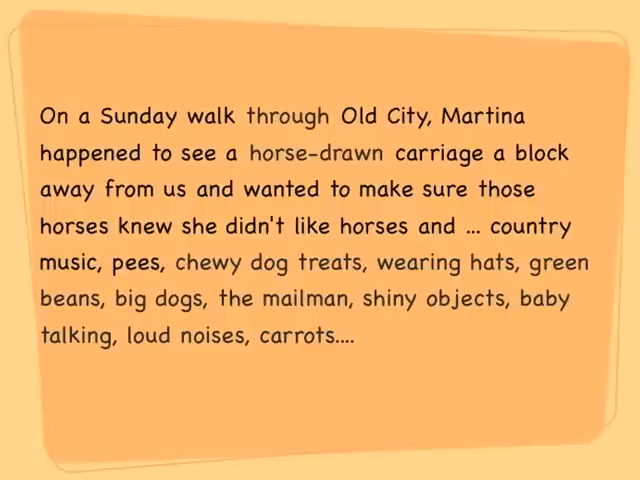 On a Sunday walk through Old City, Martina
happened to see a horse-drawn carriage a block
away from us and wanted to make sure those
horses knew she didn't like horses and ... country
music, pees, chewy dog treats, wearing hats, green
beans, big dogs, the mailman, shiny objects, baby
talking, loud noises, carrots....